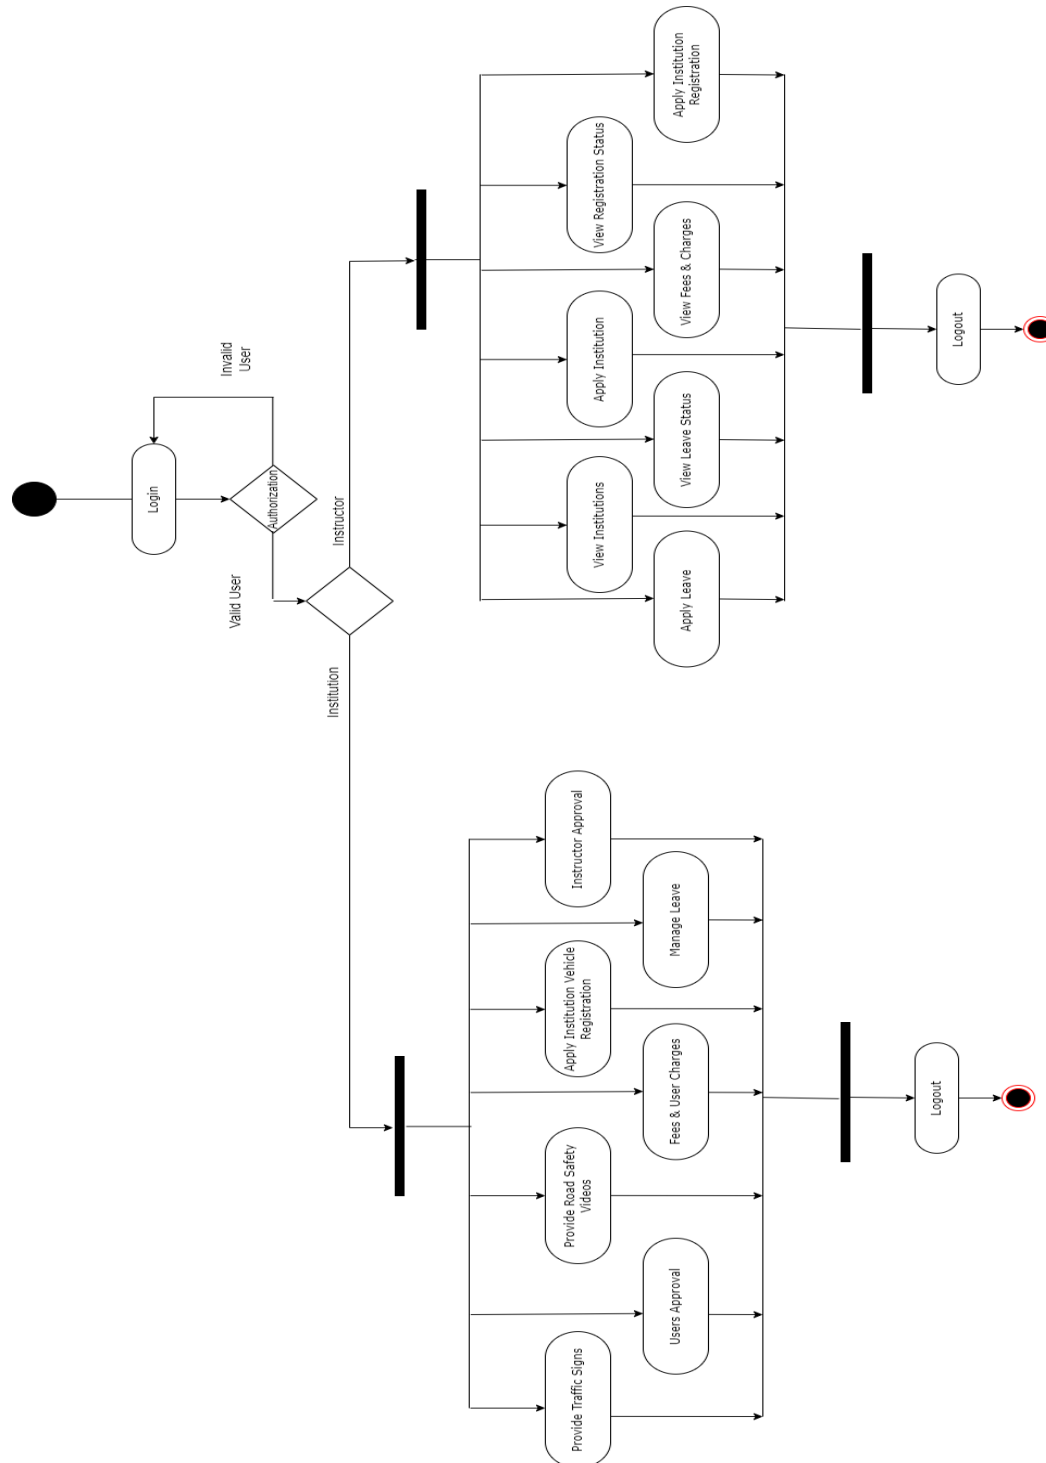 Login
Invalid
User
Authorization
Valid User
Institution
Instructor
Provide Traffic Signs
Users Approval
Provide Road Safety
Videos
Fees & User Charges
Apply Institution Vehicle
Registration
Manage Leave
Instructor Approval
Logout
Apply Leave
View Institutions
View Leave Status
Apply Institution
View Fees & Charges
View Registration Status
Apply Institution
Registration
Logout